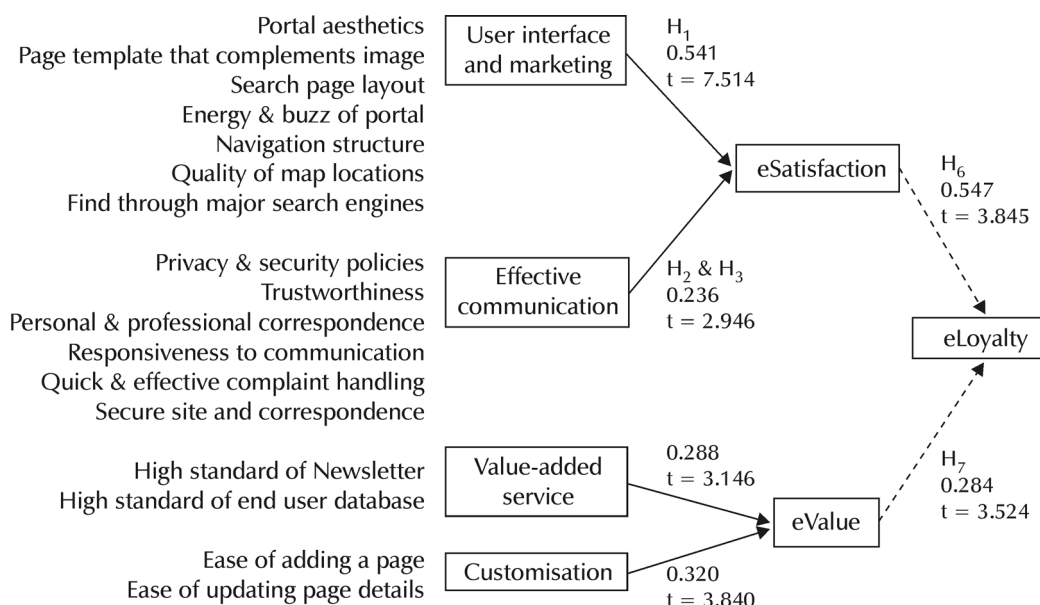 Portal aesthetics
Page template that complements image
Search page layout
Energy & buzz of portal
Navigation structure
Quality of map locations
Find through major search engines
User interface
and marketing
H1
0.541
t = 7.514
eSatisfaction
H6
0.547
t = 3.845
Privacy & security policies
Trustworthiness
Personal & professional correspondence
Responsiveness to communication
Quick & effective complaint handling
Secure site and correspondence
Effective
communication
H2 & H3
0.236
t = 2.946
eLoyalty
High standard of Newsletter
High standard of end user database
Value-added
service
0.288
t = 3.146
eValue
H7
0.284
t = 3.524
Ease of adding a page
Ease of updating page details
Customisation
0.320
t = 3.840